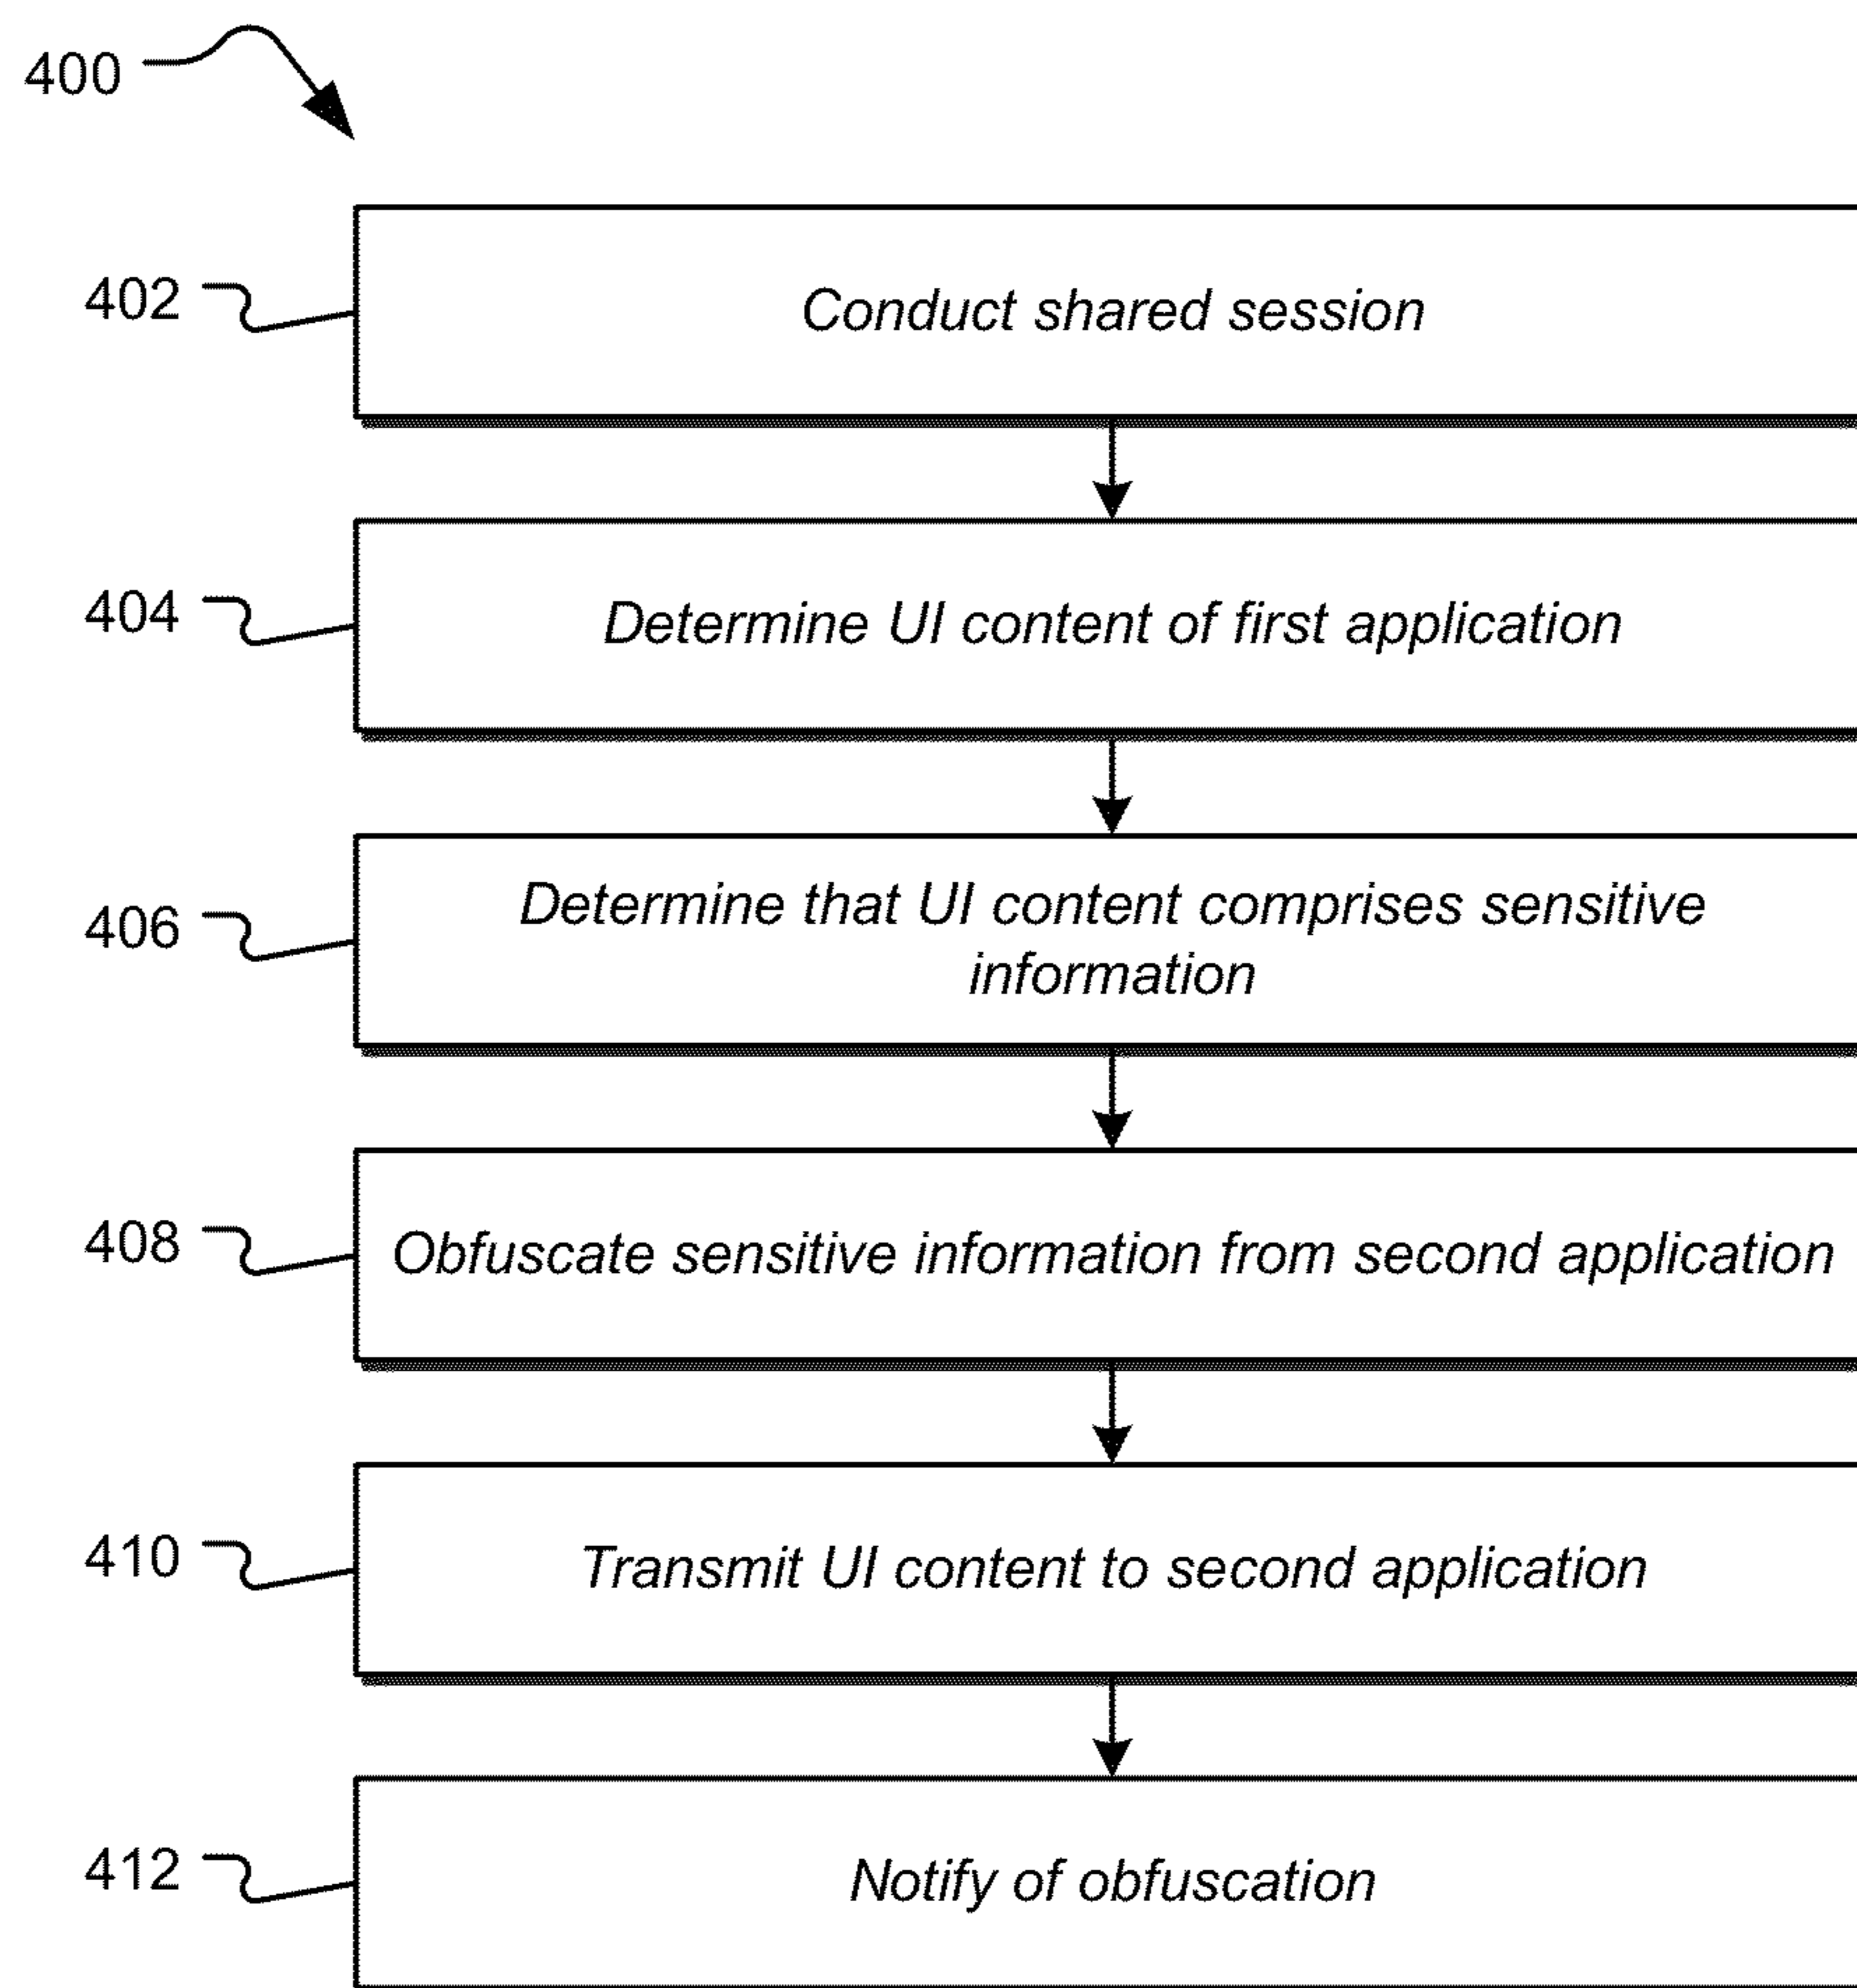 400
402
Conduct shared session
404
Determine UI content of first application
406
Determine that UI content comprises sensitive
information
408
Obfuscate sensitive information from second application
410
Transmit UI content to second application
412
Notify of obfuscation